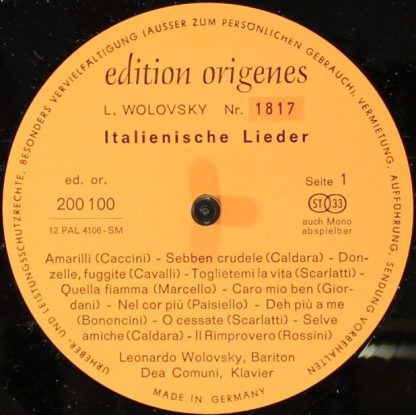 URHEBER- UND LEISTUNGSSCHUTZRECHTE, BESONDERS VERVIELFÄLTIGUNG (AUSSER ZUM PERSÖNLICHEN GEBRAUCH), VERMIETUNG, AUFFÜHRUNG, SENDUNG VORBEHALTEN
edition origenes
L. WOLOVSKY Nr. 1817
Italienische Lieder
ed. or.
200 100
12 PAL 4106-SM
Seite 1
ST 33
auch Mono
abspielbar
Amarilli (Caccini) - Sebben crudele (Caldara) - Don-
zelle, fuggite (Cavalli) - Toglietemi la vita (Scarlatti) -
Quella fiamma (Marcello) - Caro mio ben (Gior-
dani) - Nel cor più (Paisiello) - Deh più a me
(Bononcini) - O cessate (Scarlatti) - Selve
amiche (Caldara) - Il Rimprovero (Rossini)
Leonardo Wolovsky, Bariton
Dea Comuni, Klavier
MADE IN GERMANY